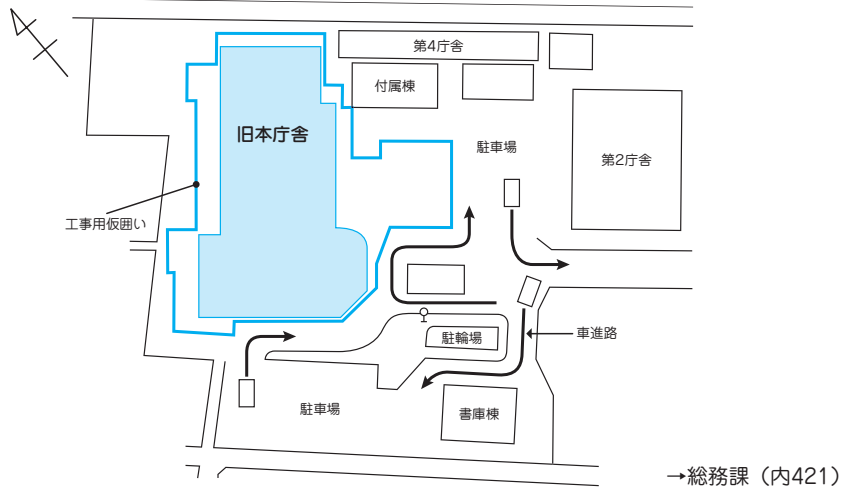 第4庁舎
付属棟
旧本庁舎
駐車場
第2庁舎
工事用仮囲い
駐輪場
車進路
駐車場
書庫棟
→総務課（内421）